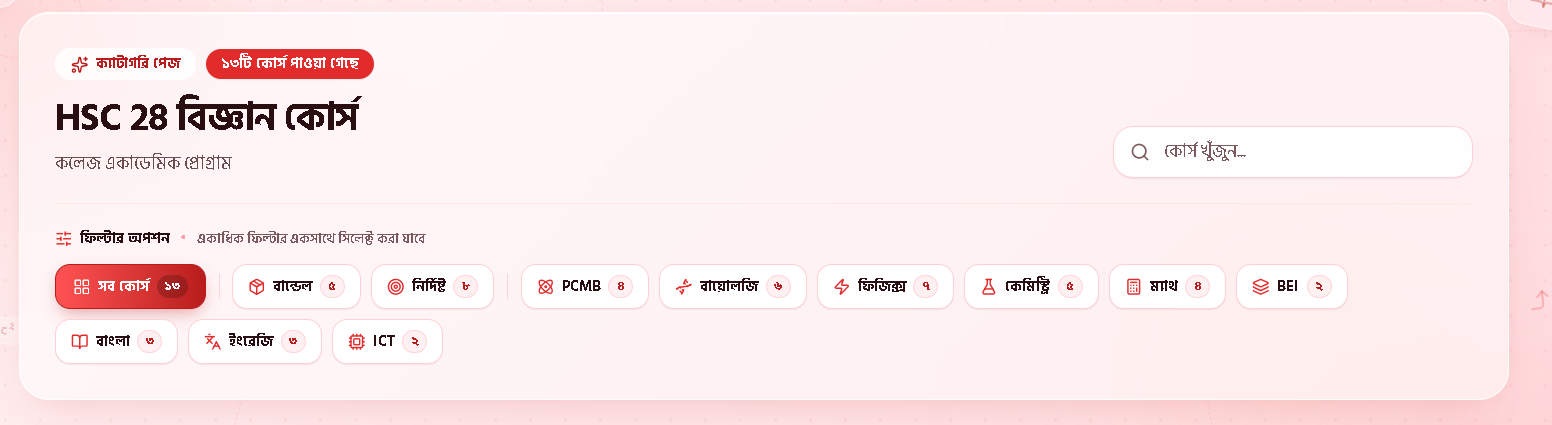 ক্যাটাগরি পেজ ১৩টি কোর্স পাওয়া গেছে
HSC 28 বিজ্ঞান কোর্স
কলেজ একাডেমিক প্রোগ্রাম
কোর্স খুঁজুন...
ফিল্টার অপশন • একাধিক ফিল্টার একসাথে সিলেক্ট করা যাবে
সব কোর্স ১৩ বান্ডেল ৫ নির্দিষ্ট ৮ PCMB ৪ বায়োলজি ৬ ফিজিক্স ৭ কেমিস্ট্রি ৫ ম্যাথ ৪ BEI ২
বাংলা ৩ ইংরেজি ৩ ICT ২
c²